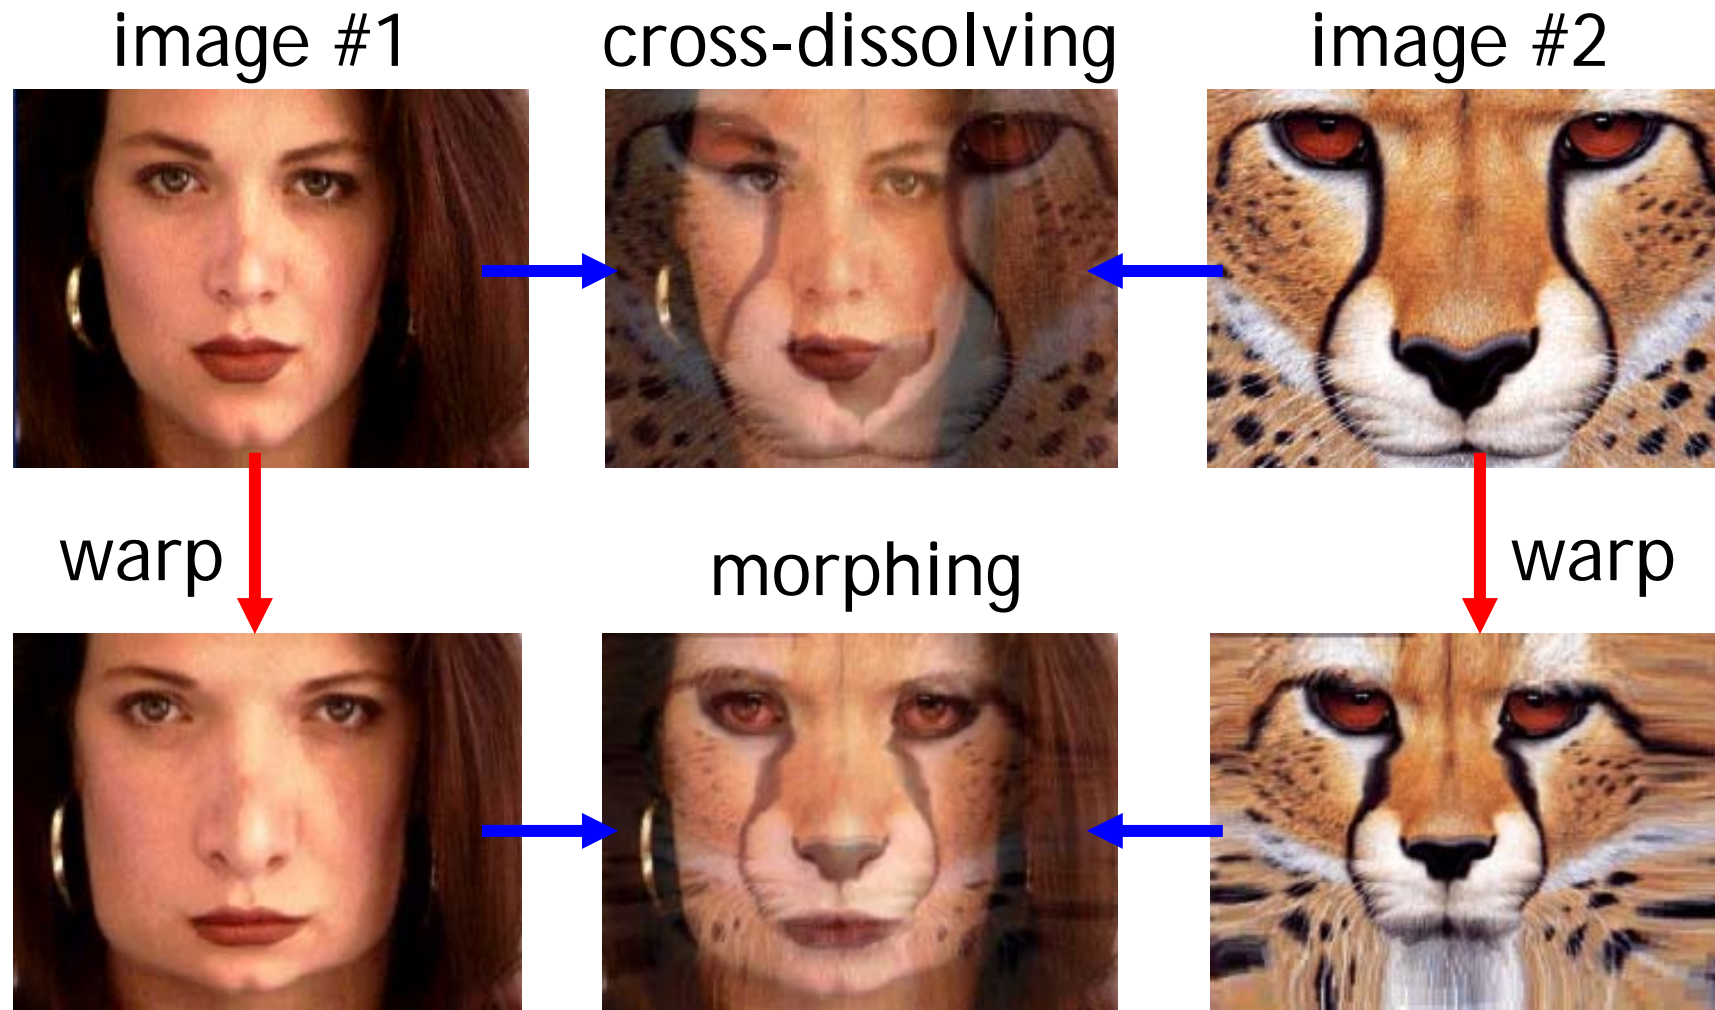 image #1
cross-dissolving
image #2
warp
morphing
warp